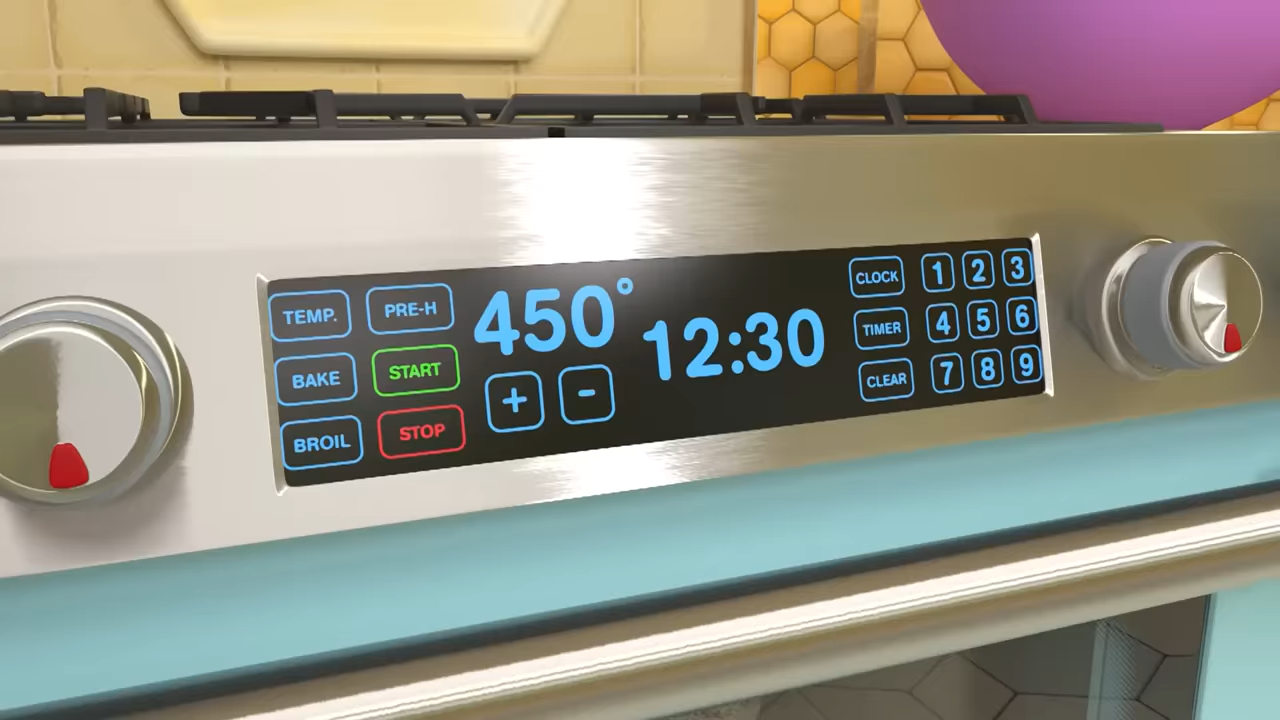 TEMP. PRE-H
BAKE START
BROIL STOP
450°
+ -
12:30
CLOCK 1 2 3
TIMER 4 5 6
CLEAR 7 8 9